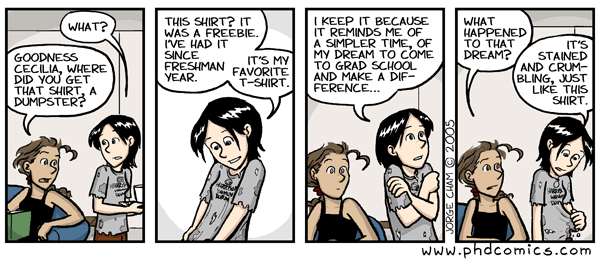 WHAT?
GOODNESS
CECILIA, WHERE
DID YOU GET
THAT SHIRT, A
DUMPSTER?
THIS SHIRT? IT
WAS A FREEBIE.
I'VE HAD IT
SINCE
FRESHMAN
YEAR.
IT'S MY
FAVORITE
T-SHIRT.
I KEEP IT BECAUSE
IT REMINDS ME OF
A SIMPLER TIME, OF
MY DREAM TO COME
TO GRAD SCHOOL
AND MAKE A DIF-
FERENCE...
JORGE CHAM © 2005
WHAT
HAPPENED
TO THAT
DREAM?
IT'S
STAINED
AND CRUM-
BLING, JUST
LIKE THIS
SHIRT.
www.phdcomics.com